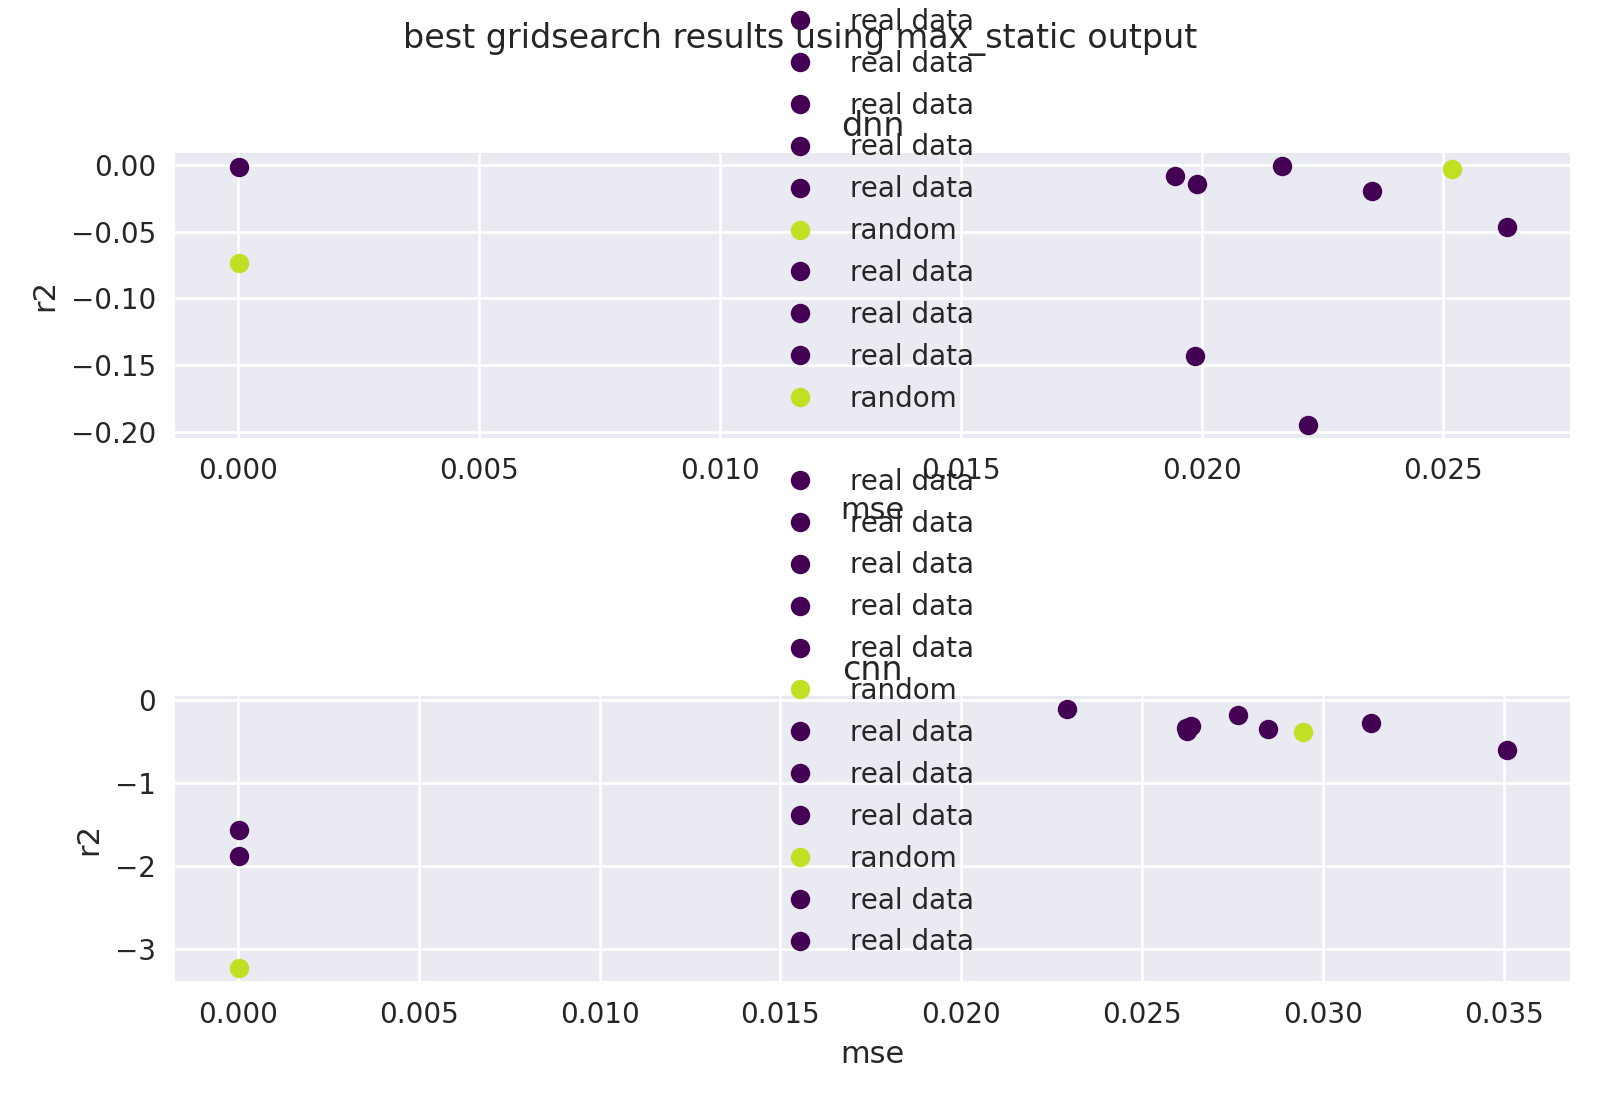 real data
best gridsearch results using max_static output
real data
real data
dnn
real data
real data
random
real data
real data
real data
random
0.00
−0.05
−0.10
−0.15
−0.20
r2
0.000 0.005 0.010 0.015 0.020 0.025
mse
real data
real data
real data
real data
real data
cnn
random
real data
real data
real data
random
real data
real data
0
−1
−2
−3
r2
0.000 0.005 0.010 0.015 0.020 0.025 0.030 0.035
mse